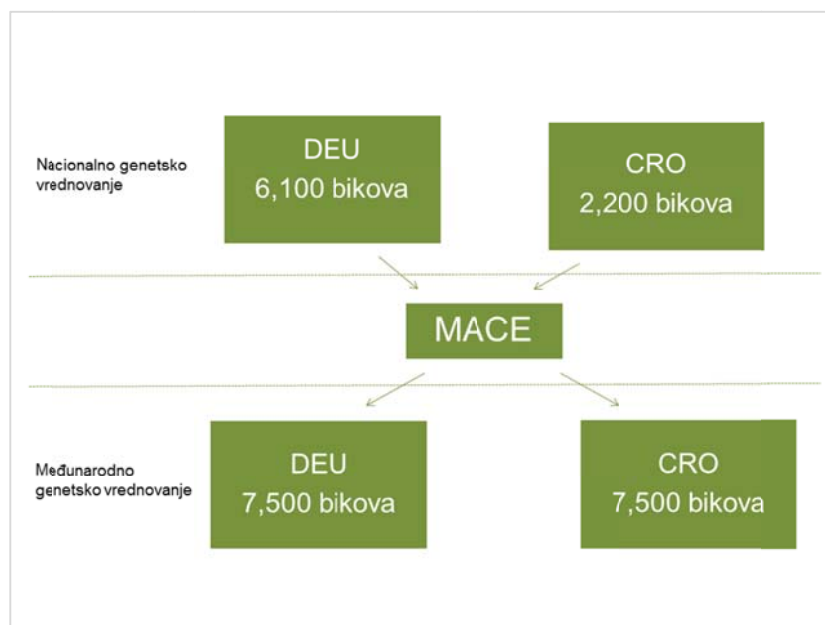 Nacionalno genetsko
vrednovanje
DEU
6,100 bikova
CRO
2,200 bikova
MACE
Međunarodno
genetsko vrednovanje
DEU
7,500 bikova
CRO
7,500 bikova